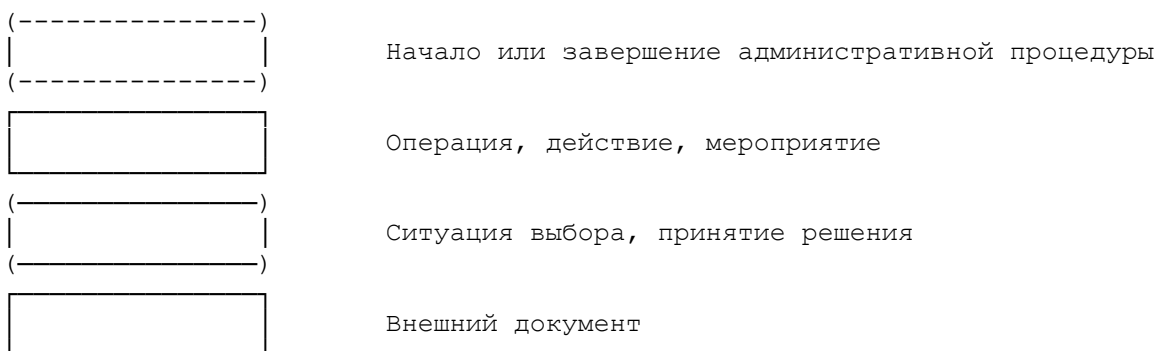 Начало или завершение административной процедуры
Операция, действие, мероприятие
Ситуация выбора, принятие решения
Внешний документ